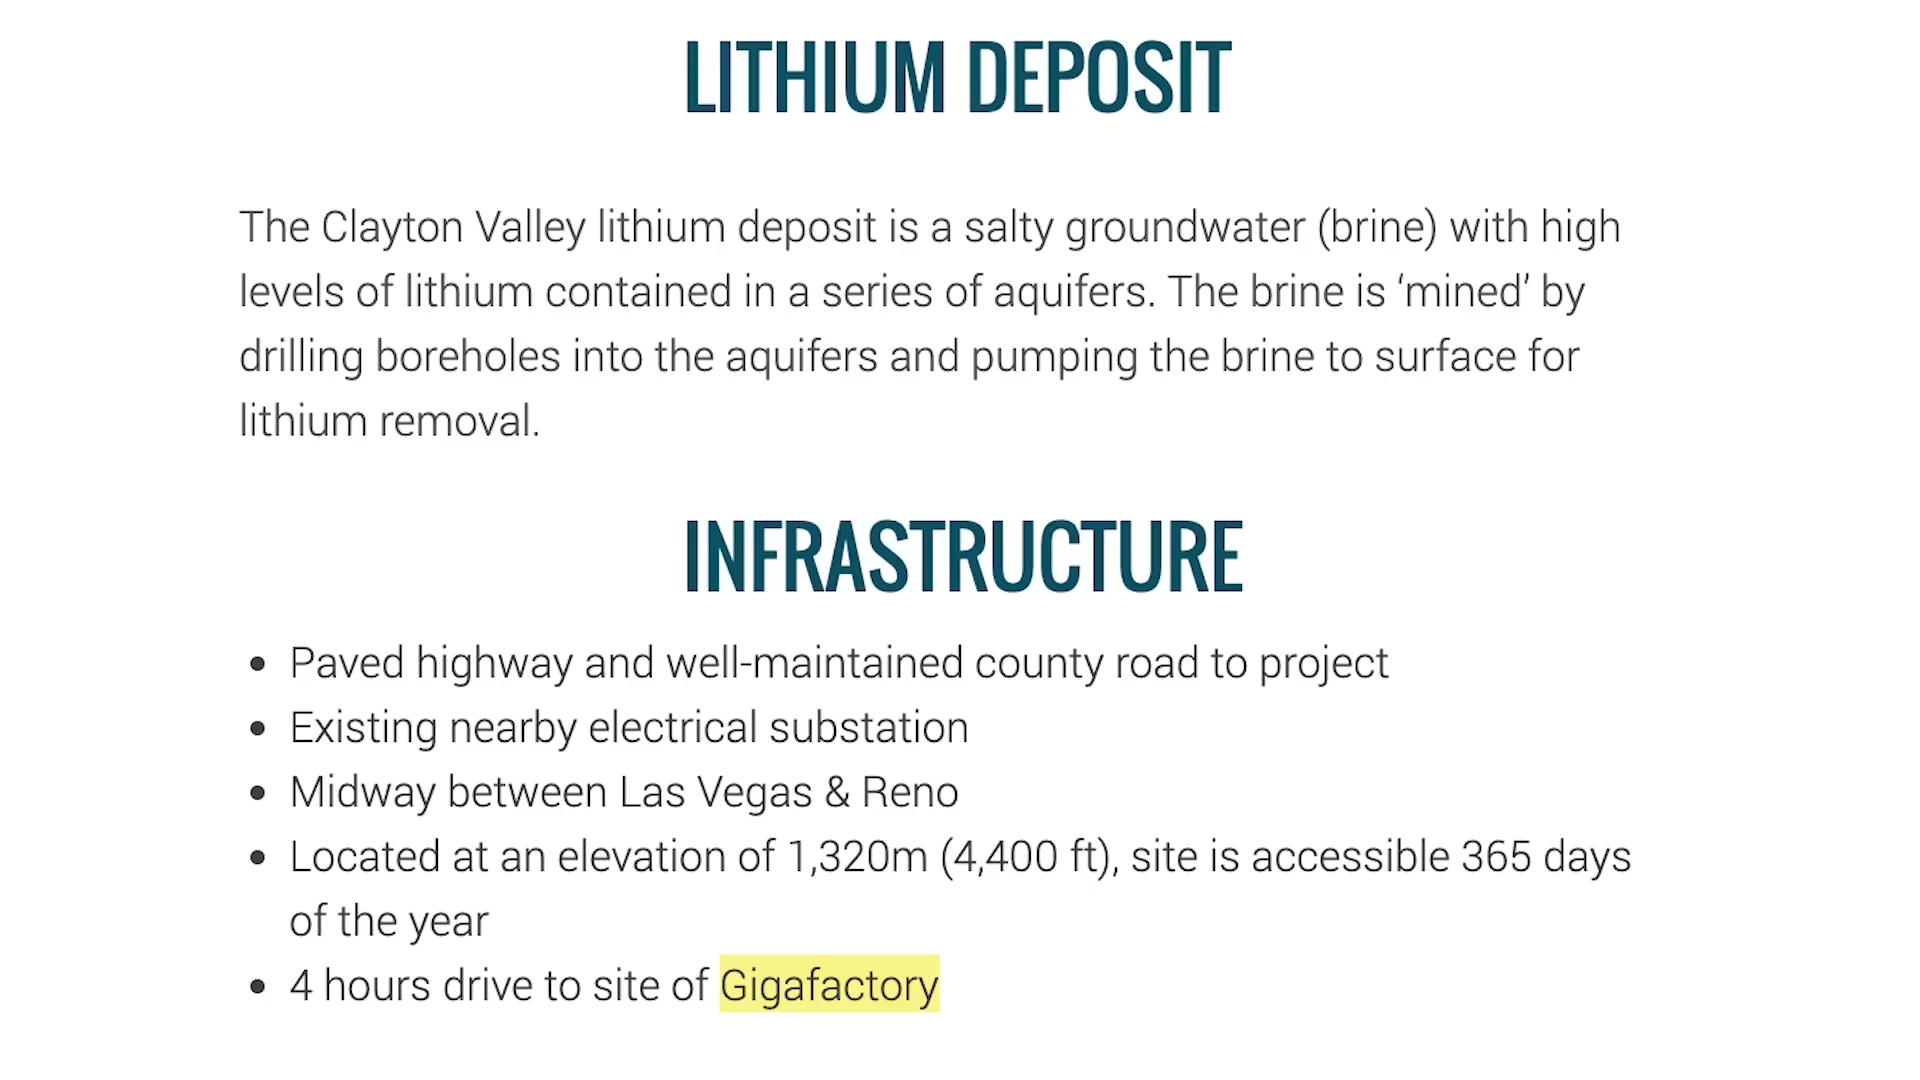 LITHIUM DEPOSIT
The Clayton Valley lithium deposit is a salty groundwater (brine) with high
levels of lithium contained in a series of aquifers. The brine is ‘mined’ by
drilling boreholes into the aquifers and pumping the brine to surface for
lithium removal.
INFRASTRUCTURE
• Paved highway and well-maintained county road to project
• Existing nearby electrical substation
• Midway between Las Vegas & Reno
• Located at an elevation of 1,320m (4,400 ft), site is accessible 365 days
of the year
• 4 hours drive to site of Gigafactory